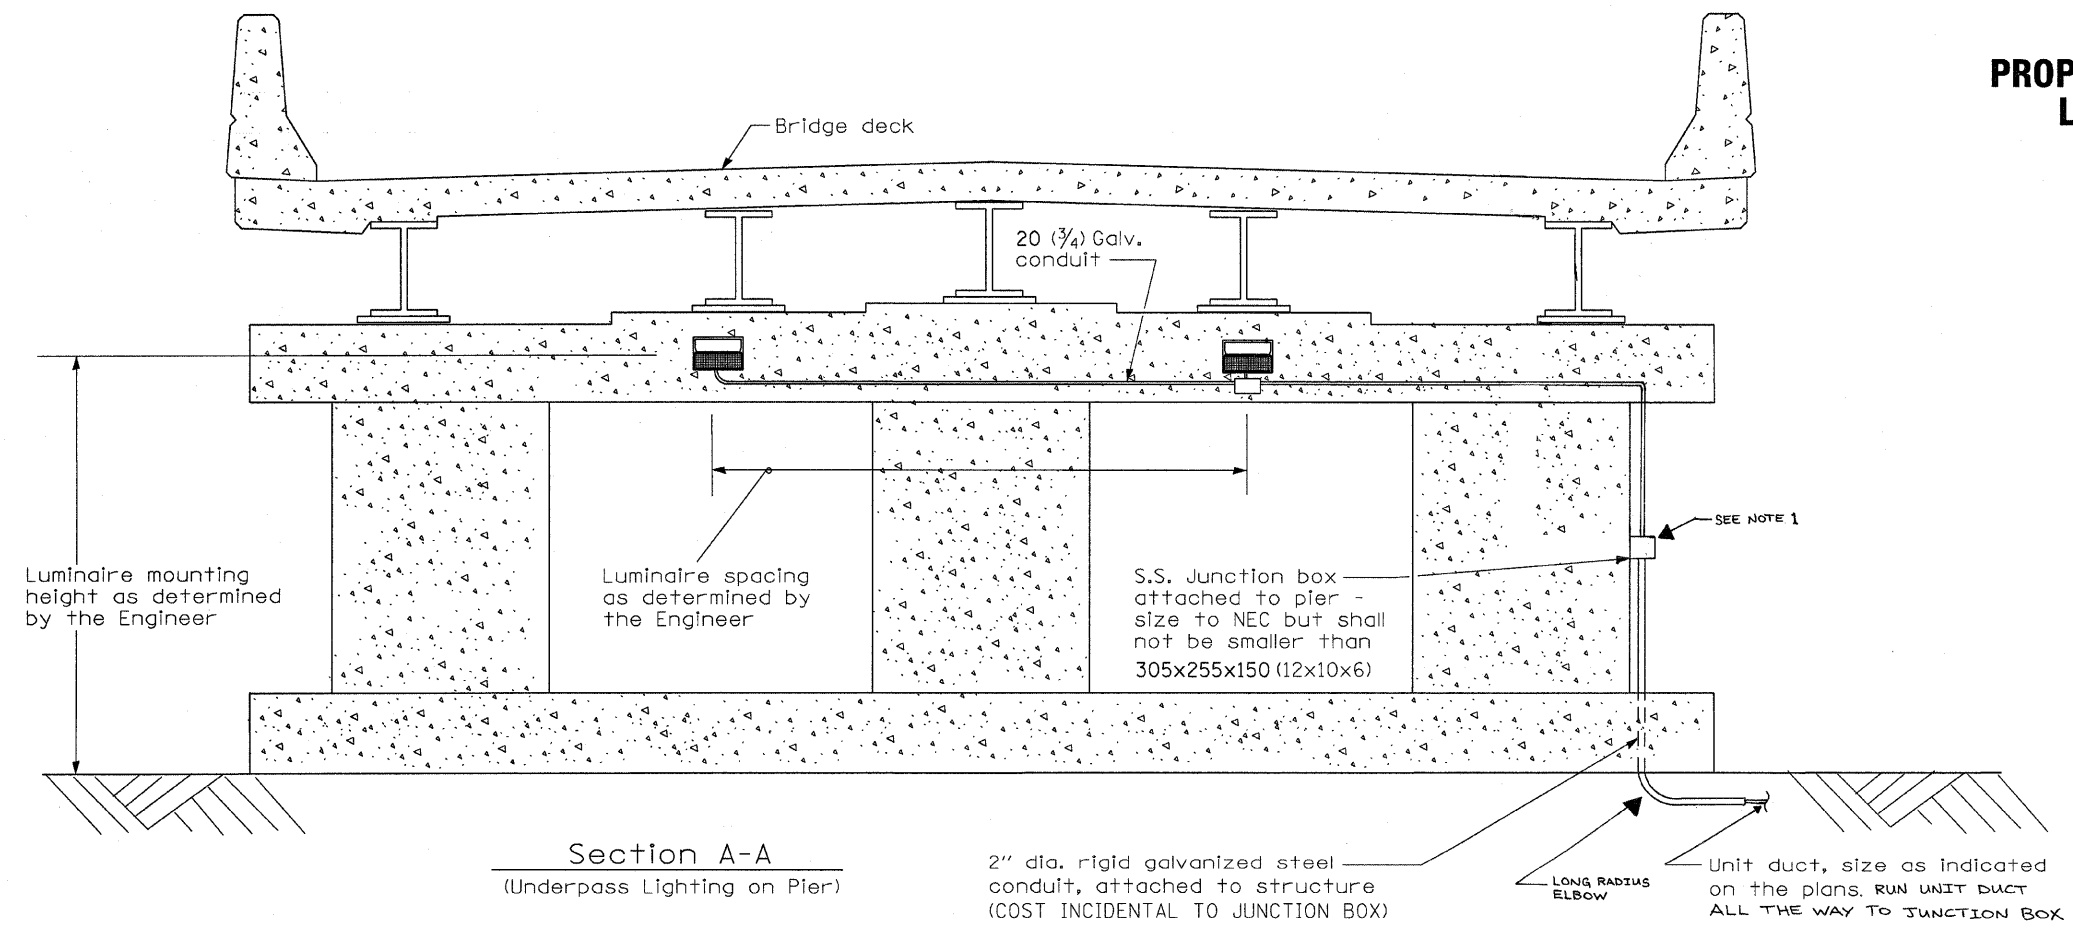 PROP
L
Bridge deck
20 (3/4) Galv.
conduit
SEE NOTE 1
Luminaire mounting
height as determined
by the Engineer
Luminaire spacing
as determined by
the Engineer
S.S. Junction box
attached to pier -
size to NEC but shall
not be smaller than
305x255x150 (12x10x6)
Section A-A
(Underpass Lighting on Pier)
2" dia. rigid galvanized steel
conduit, attached to structure
(COST INCIDENTAL TO JUNCTION BOX)
LONG RADIUS
ELBOW
Unit duct, size as indicated
on the plans. RUN UNIT DUCT
ALL THE WAY TO JUNCTION BOX